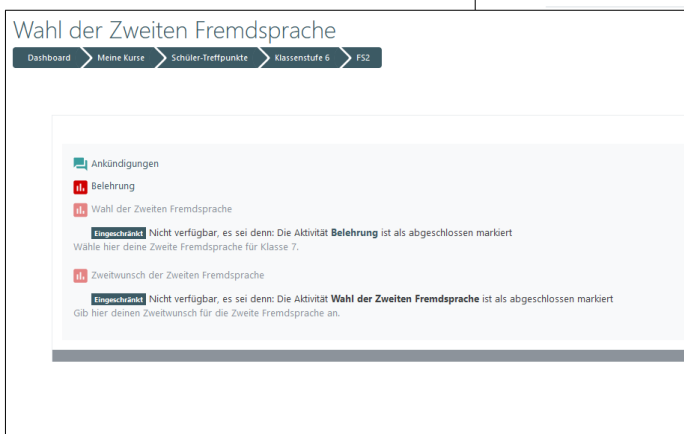 Wahl der Zweiten Fremdsprache
Dashboard Meine Kurse Schüler-Treffpunkte Klassenstufe 6 FS2
Ankündigungen
Belehrung
Wahl der Zweiten Fremdsprache
Eingeschränkt Nicht verfügbar, es sei denn: Die Aktivität Belehrung ist als abgeschlossen markiert
Wähle hier deine Zweite Fremdsprache für Klasse 7.
Zweitwunsch der Zweiten Fremdsprache
Eingeschränkt Nicht verfügbar, es sei denn: Die Aktivität Wahl der Zweiten Fremdsprache ist als abgeschlossen markiert
Gib hier deinen Zweitwunsch für die Zweite Fremdsprache an.